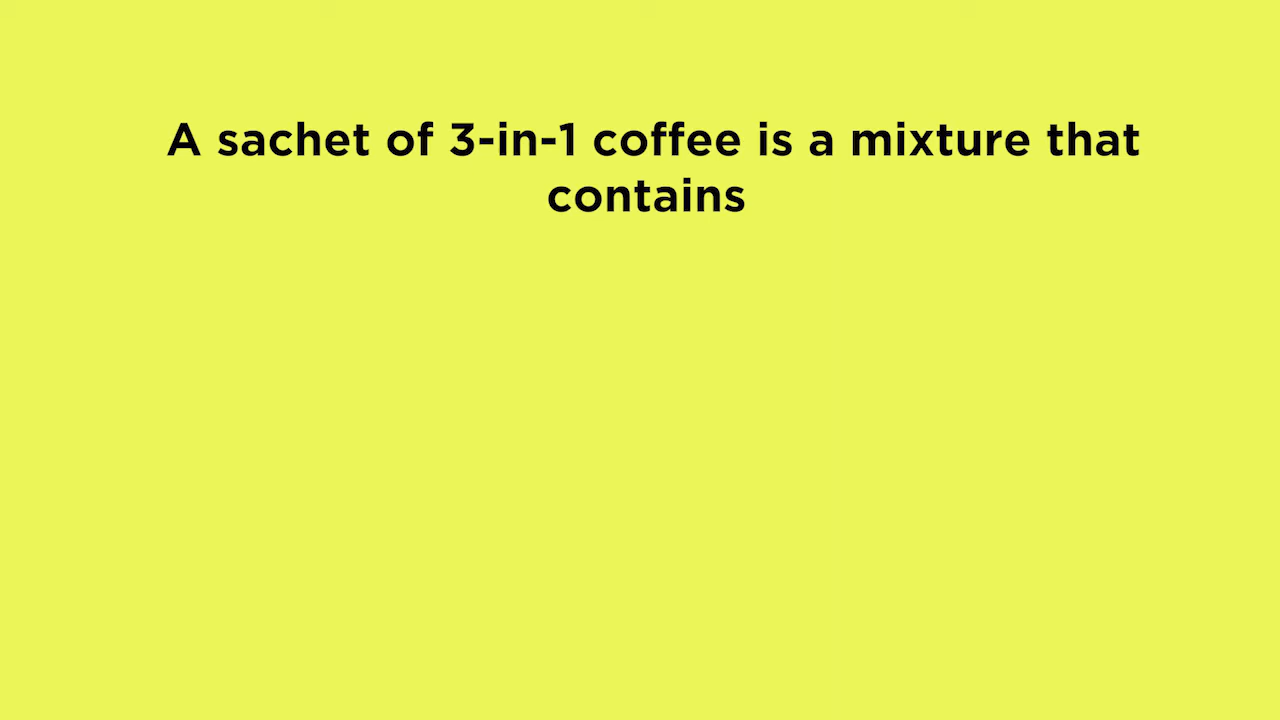 A sachet of 3-in-1 coffee is a mixture that
contains